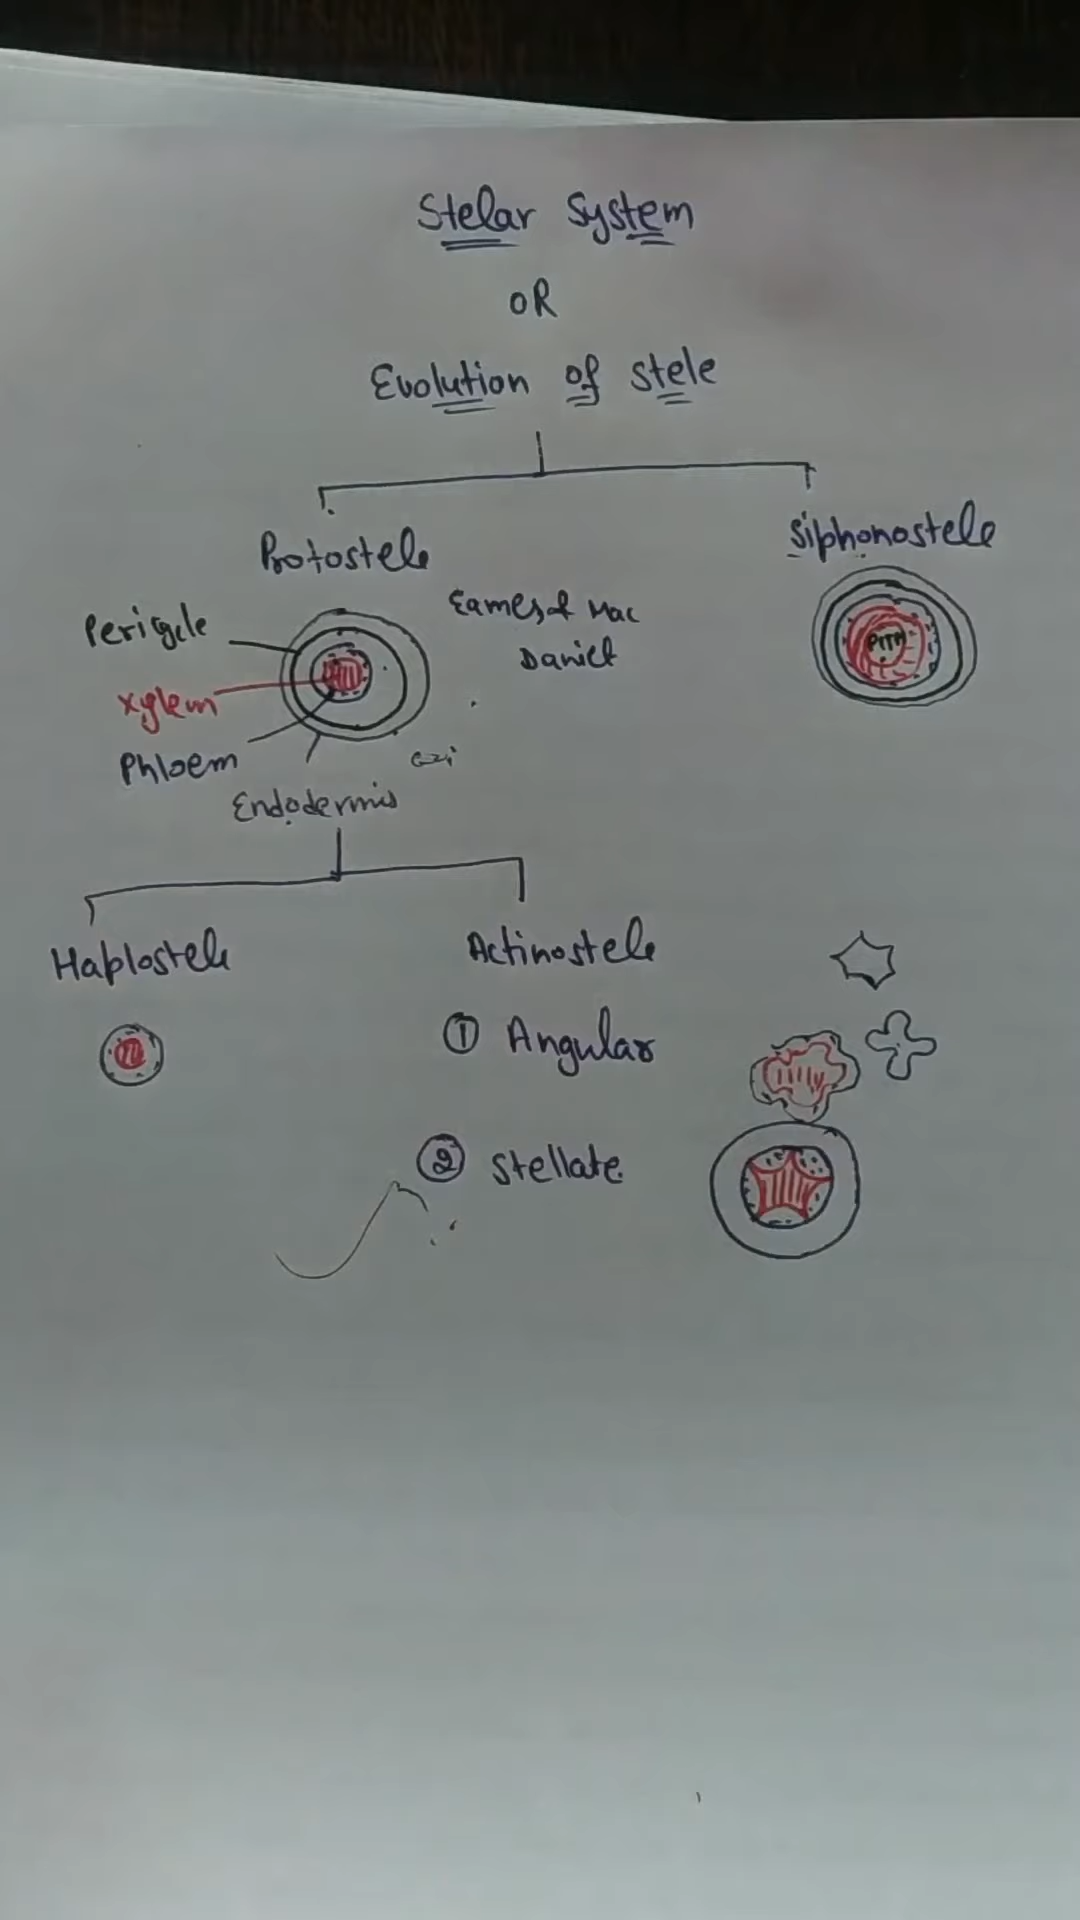 Stelar System
OR
Evolution of Stele
Protostele
Siphonostele
Eames & Mac
Daniel
Pericycle
Xylem
Phloem
Endodermis
PITH
Haplostele
Actinostele
① Angular
② Stellate